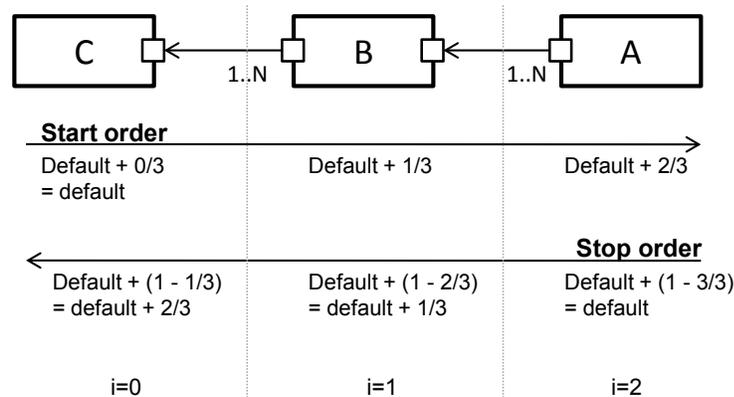 C
B
A
1..N
1..N
Start order
Default + 0/3
= default
Default + 1/3
Default + 2/3
Stop order
Default + (1 - 1/3)
= default + 2/3
Default + (1 - 2/3)
= default + 1/3
Default + (1 - 3/3)
= default
i=0
i=1
i=2